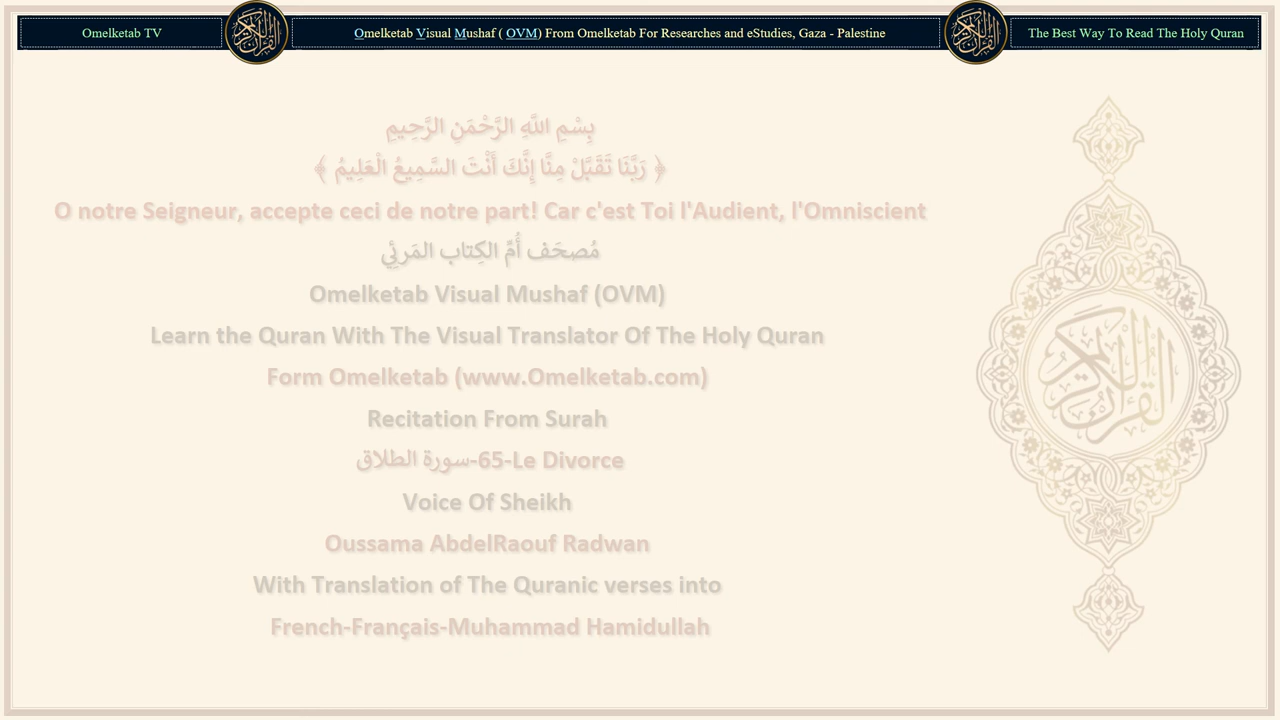 Omelketab TV
Omelketab Visual Mushaf ( OVM) From Omelketab For Researches and eStudies, Gaza - Palestine
The Best Way To Read The Holy Quran
بِسْمِ اللَّهِ الرَّحْمَنِ الرَّحِيمِ
﴿ رَبَّنَا تَقَبَّلْ مِنَّا إِنَّكَ أَنْتَ السَّمِيعُ الْعَلِيمُ ﴾
O notre Seigneur, accepte ceci de notre part! Car c'est Toi l'Audient, l'Omniscient
مُصحَف أُمِّ الكِتاب المَرئِي
Omelketab Visual Mushaf (OVM)
Learn the Quran With The Visual Translator Of The Holy Quran
Form Omelketab (www.Omelketab.com)
Recitation From Surah
سورة الطلاق-65-Le Divorce
Voice Of Sheikh
Oussama AbdelRaouf Radwan
With Translation of The Quranic verses into
French-Français-Muhammad Hamidullah
القرآن الكريم